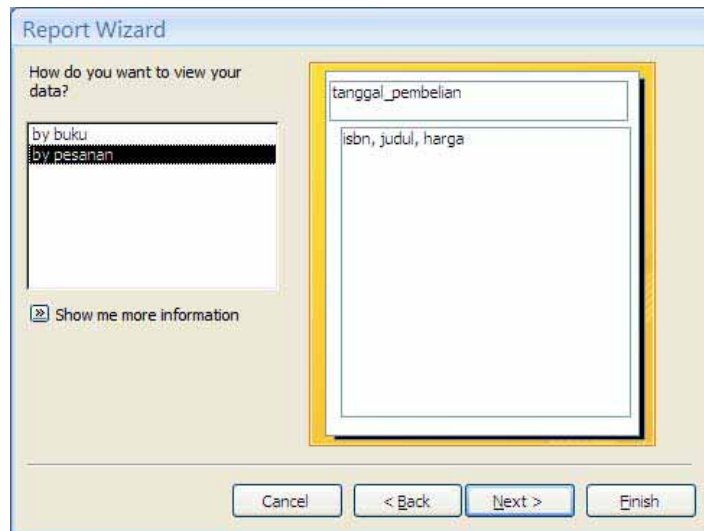 Report Wizard
How do you want to view your
data?
by buku
by pesanan
Show me more information
tanggal_pembelian
isbn, judul, harga
Cancel
< Back
Next >
Finish